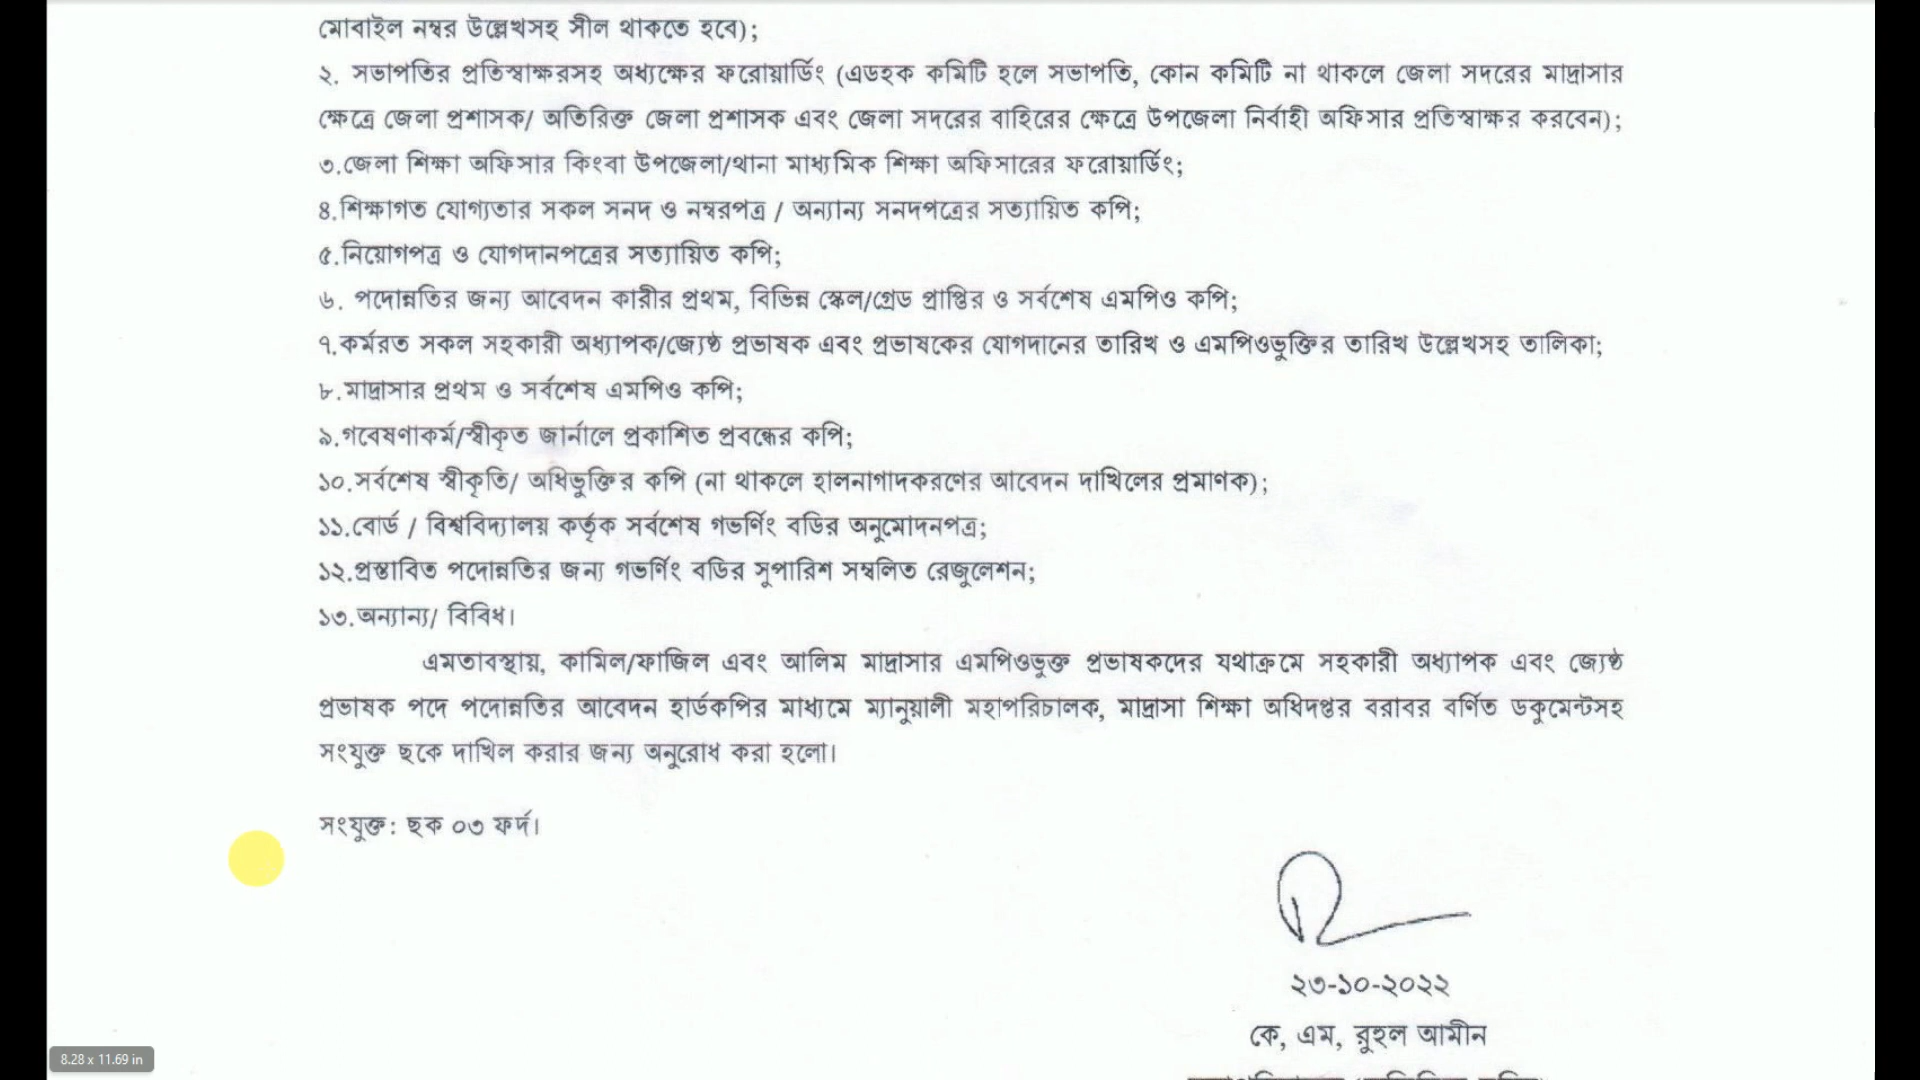 মোবাইল নম্বর উল্লেখসহ সীল থাকতে হবে);
২. সভাপতির প্রতিস্বাক্ষরসহ অধ্যক্ষের ফরোয়ার্ডিং (এডহক কমিটি হলে সভাপতি, কোন কমিটি না থাকলে জেলা সদরের মাদ্রাসার
ক্ষেত্রে জেলা প্রশাসক/ অতিরিক্ত জেলা প্রশাসক এবং জেলা সদরের বাহিরের ক্ষেত্রে উপজেলা নির্বাহী অফিসার প্রতিস্বাক্ষর করবেন);
৩.জেলা শিক্ষা অফিসার কিংবা উপজেলা/থানা মাধ্যমিক শিক্ষা অফিসারের ফরোয়ার্ডিং;
৪.শিক্ষাগত যোগ্যতার সকল সনদ ও নম্বরপত্র / অন্যান্য সনদপত্রের সত্যায়িত কপি;
৫.নিয়োগপত্র ও যোগদানপত্রের সত্যায়িত কপি;
৬. পদোন্নতির জন্য আবেদন কারীর প্রথম, বিভিন্ন স্কেল/গ্রেড প্রাপ্তির ও সর্বশেষ এমপিও কপি;
৭.কর্মরত সকল সহকারী অধ্যাপক/জ্যেষ্ঠ প্রভাষক এবং প্রভাষকের যোগদানের তারিখ ও এমপিওভুক্তির তারিখ উল্লেখসহ তালিকা;
৮.মাদ্রাসার প্রথম ও সর্বশেষ এমপিও কপি;
৯.গবেষণাকর্ম/স্বীকৃত জার্নালে প্রকাশিত প্রবন্ধের কপি;
১০.সর্বশেষ স্বীকৃতি/ অধিভুক্তির কপি (না থাকলে হালনাগাদকরণের আবেদন দাখিলের প্রমাণক);
১১.বোর্ড / বিশ্ববিদ্যালয় কর্তৃক সর্বশেষ গভর্ণিং বডির অনুমোদনপত্র;
১২.প্রস্তাবিত পদোন্নতির জন্য গভর্ণিং বডির সুপারিশ সম্বলিত রেজুলেশন;
১৩.অন্যান্য/ বিবিধ।
এমতাবস্থায়, কামিল/ফাজিল এবং আলিম মাদ্রাসার এমপিওভুক্ত প্রভাষকদের যথাক্রমে সহকারী অধ্যাপক এবং জ্যেষ্ঠ
প্রভাষক পদে পদোন্নতির আবেদন হার্ডকপির মাধ্যমে ম্যানুয়ালী মহাপরিচালক, মাদ্রাসা শিক্ষা অধিদপ্তর বরাবর বর্ণিত ডকুমেন্টসহ
সংযুক্ত ছকে দাখিল করার জন্য অনুরোধ করা হলো।
সংযুক্ত: ছক ০৩ ফর্দ।
২৩-১০-২০২২
কে, এম, রুহুল আমীন
8.28 x 11.69 in